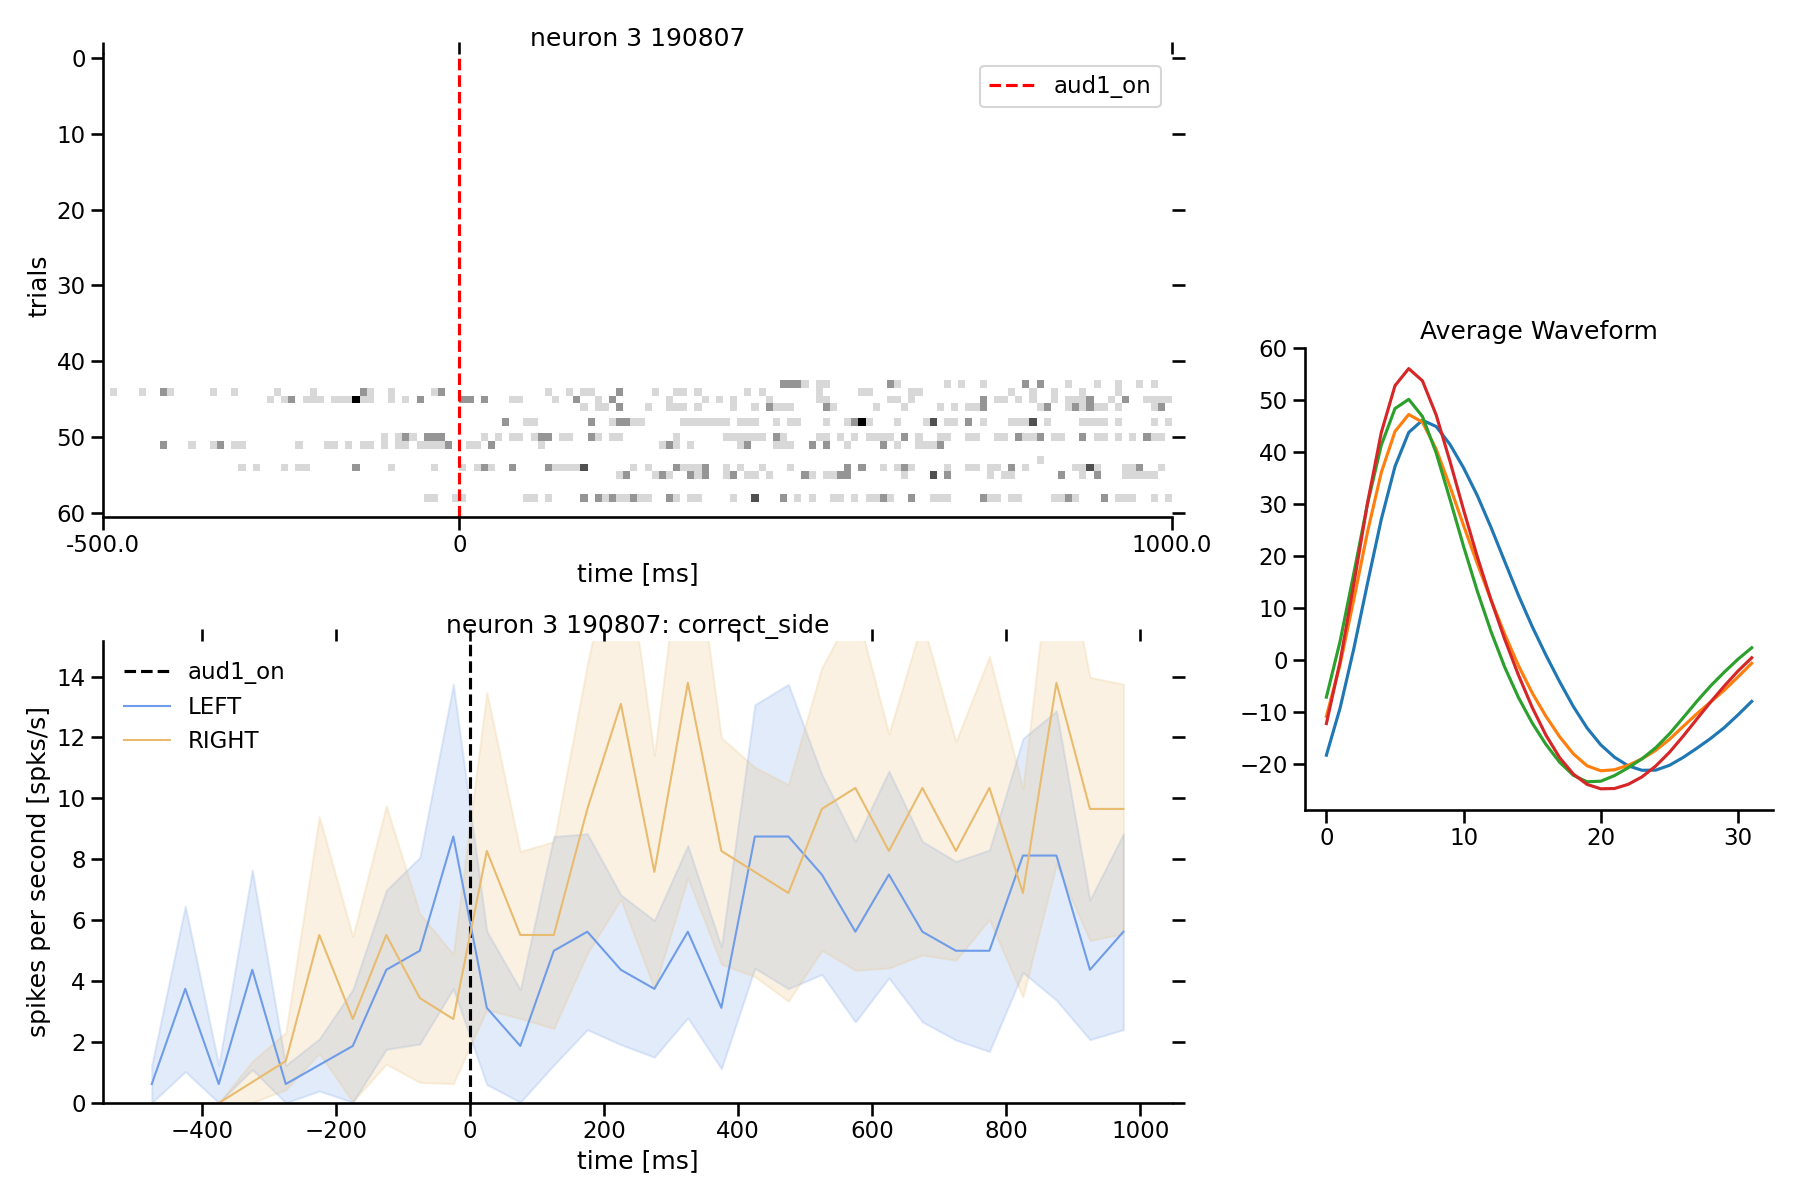 neuron 3 190807
aud1_on
trials
0
10
20
30
40
50
60
-500.0 0 1000.0
time [ms]
neuron 3 190807: correct_side
aud1_on
LEFT
RIGHT
spikes per second [spks/s]
14
12
10
8
6
4
2
0
−400 −200 0 200 400 600 800 1000
time [ms]
Average Waveform
60
50
40
30
20
10
0
−10
−20
0 10 20 30